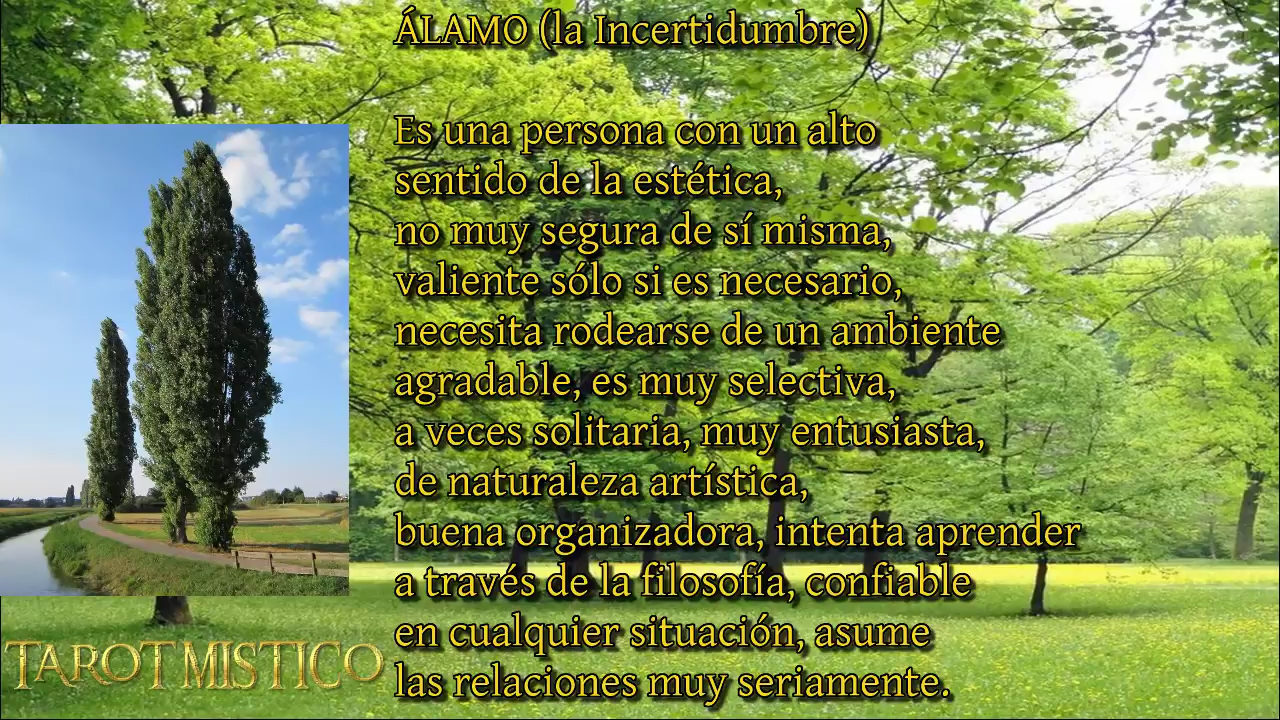 ÁLAMO (la Incertidumbre)
Es una persona con un alto
sentido de la estética,
no muy segura de sí misma,
valiente sólo si es necesario,
necesita rodearse de un ambiente
agradable, es muy selectiva,
a veces solitaria, muy entusiasta,
de naturaleza artística,
buena organizadora, intenta aprender
a través de la filosofía, confiable
en cualquier situación, asume
las relaciones muy seriamente.
TAROT MISTICO